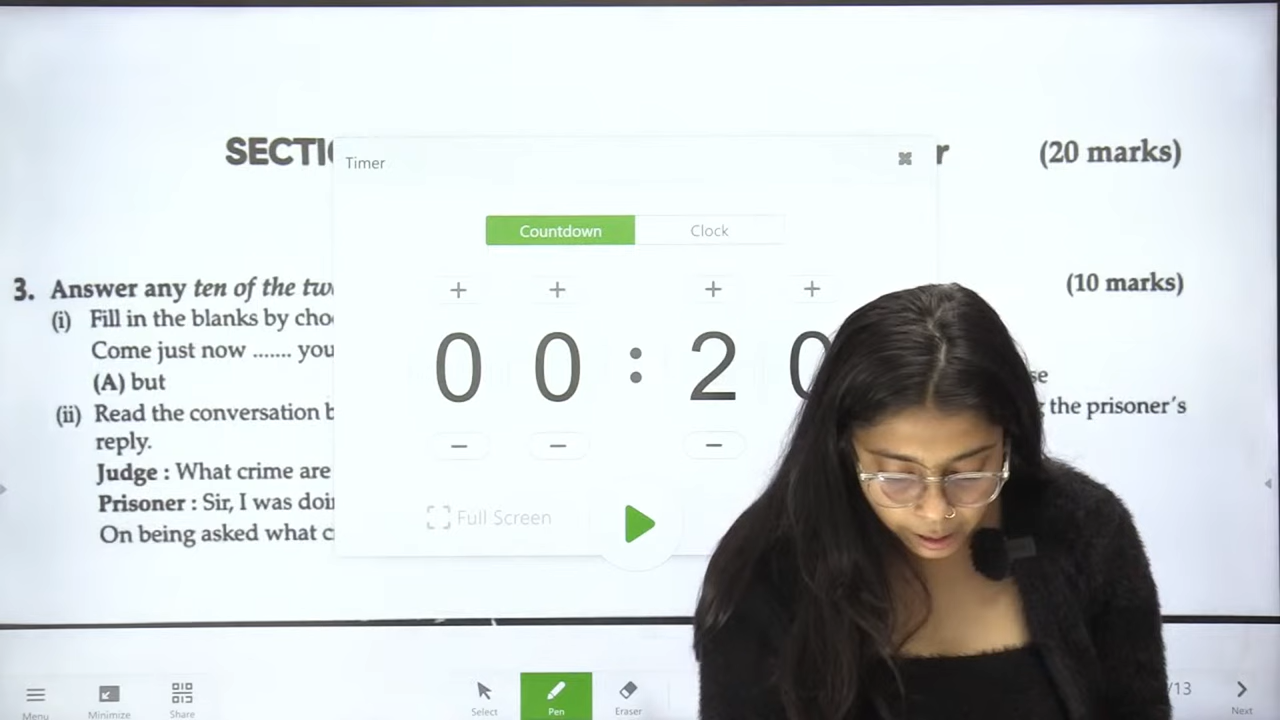 SECTI
r
(20 marks)
Timer
Countdown
Clock
3. Answer any ten of the tw
(10 marks)
(i) Fill in the blanks by cho
Come just now ....... you
(A) but
(ii) Read the conversation b
the prisoner's
reply.
Judge : What crime are
Prisoner : Sir, I was doi
On being asked what c
00:20
Full Screen
Menu
Minimize
Share
Select
Pen
Eraser
/13
Next